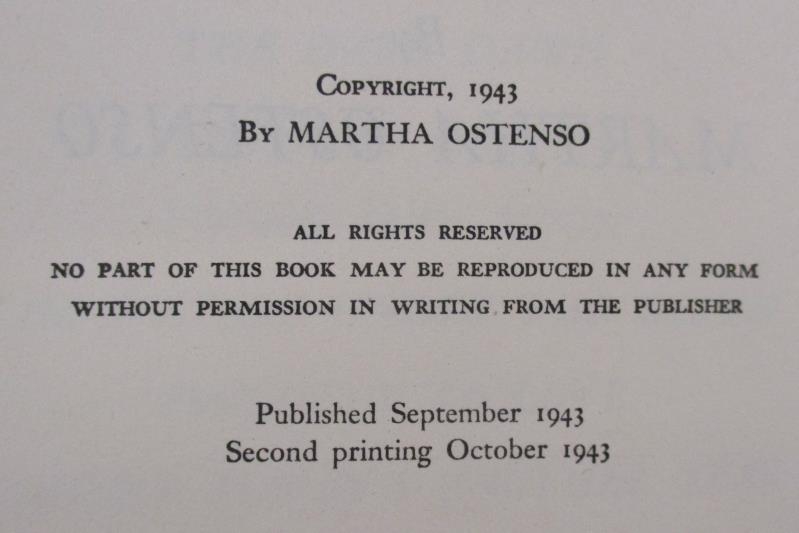 Copyright, 1943
By MARTHA OSTENSO
ALL RIGHTS RESERVED
NO PART OF THIS BOOK MAY BE REPRODUCED IN ANY FORM
WITHOUT PERMISSION IN WRITING FROM THE PUBLISHER
Published September 1943
Second printing October 1943